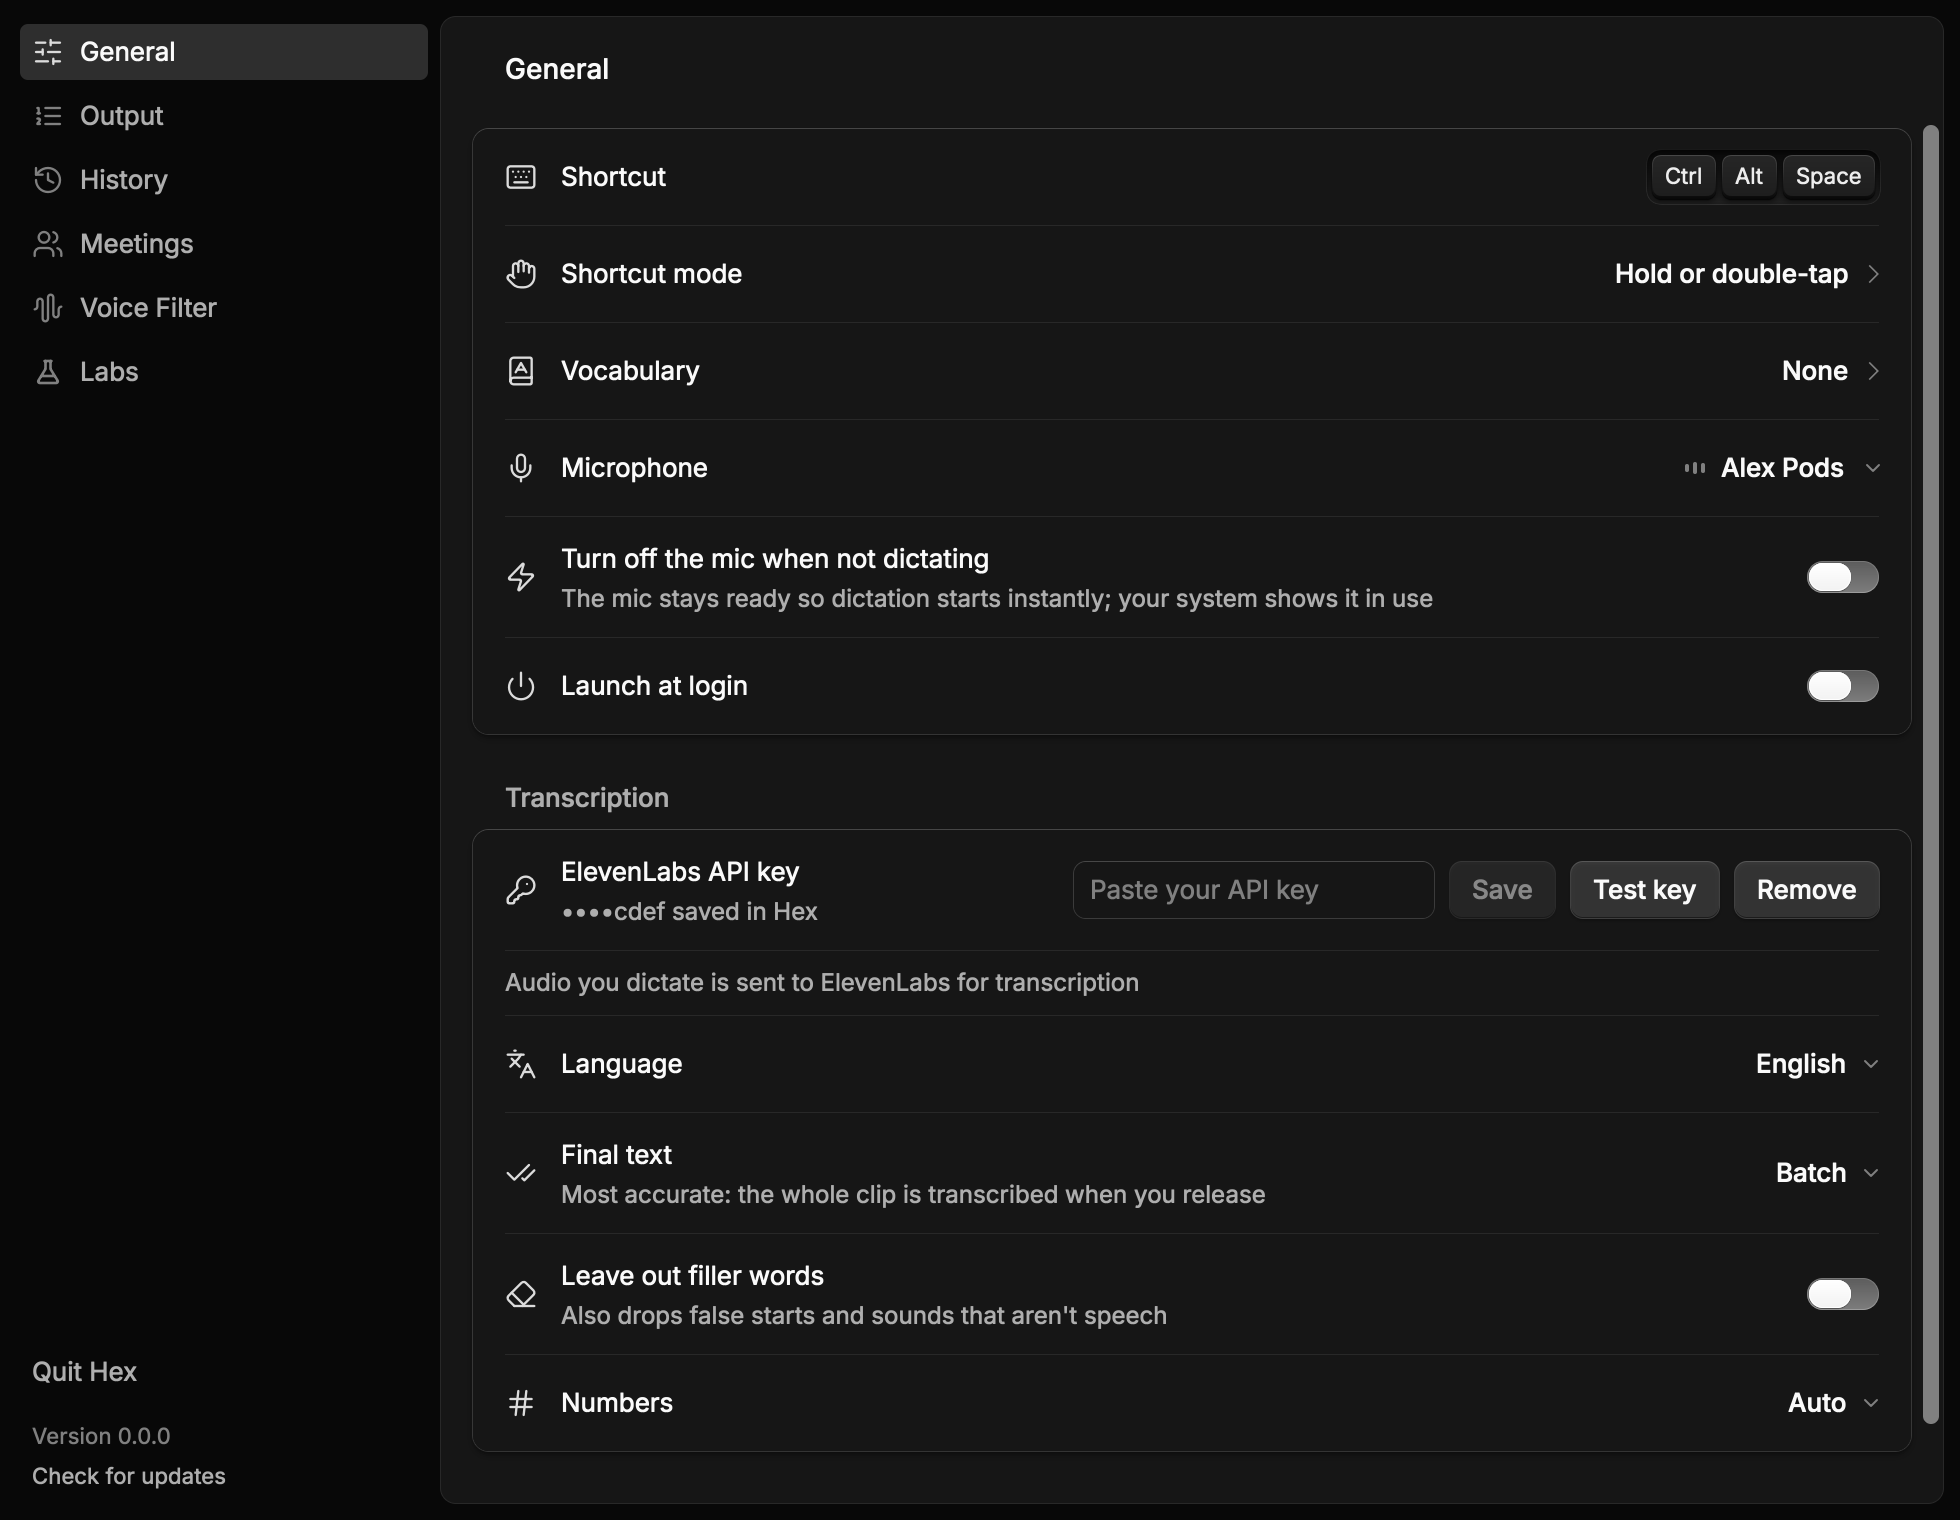 General
Output
History
Meetings
Voice Filter
Labs
Quit Hex
Version 0.0.0
Check for updates
General
Shortcut
Ctrl Alt Space
Shortcut mode
Hold or double-tap
Vocabulary
None
Microphone
Alex Pods
Turn off the mic when not dictating
The mic stays ready so dictation starts instantly; your system shows it in use
Launch at login
Transcription
ElevenLabs API key
••••cdef saved in Hex
Paste your API key
Save
Test key
Remove
Audio you dictate is sent to ElevenLabs for transcription
Language
English
Final text
Most accurate: the whole clip is transcribed when you release
Batch
Leave out filler words
Also drops false starts and sounds that aren't speech
Numbers
Auto